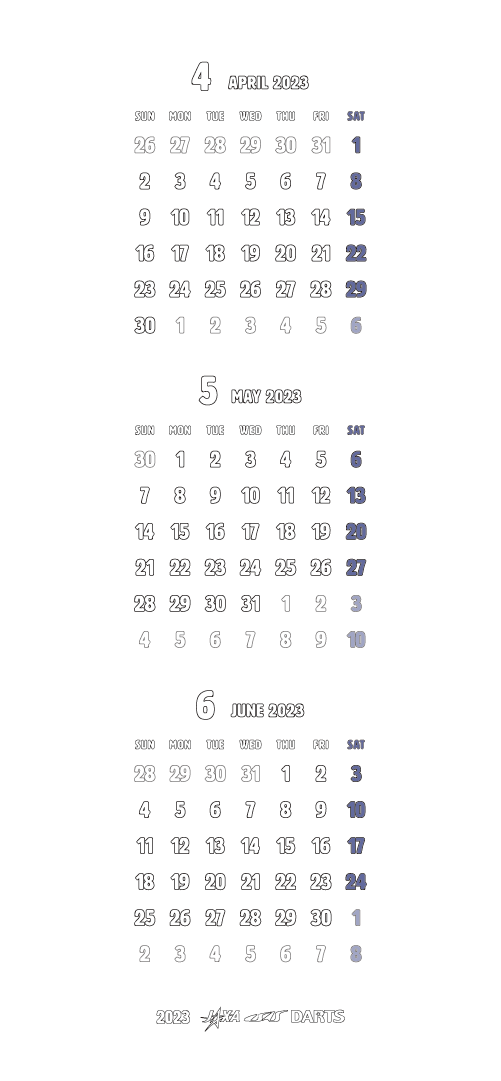 4 APRIL 2023
SUN MON TUE WED THU FRI SAT
26 27 28 29 30 31 1
2 3 4 5 6 7 8
9 10 11 12 13 14 15
16 17 18 19 20 21 22
23 24 25 26 27 28 29
30 1 2 3 4 5 6
5 MAY 2023
SUN MON TUE WED THU FRI SAT
30 1 2 3 4 5 6
7 8 9 10 11 12 13
14 15 16 17 18 19 20
21 22 23 24 25 26 27
28 29 30 31 1 2 3
4 5 6 7 8 9 10
6 JUNE 2023
SUN MON TUE WED THU FRI SAT
28 29 30 31 1 2 3
4 5 6 7 8 9 10
11 12 13 14 15 16 17
18 19 20 21 22 23 24
25 26 27 28 29 30 1
2 3 4 5 6 7 8
2023 JAXA DARTS